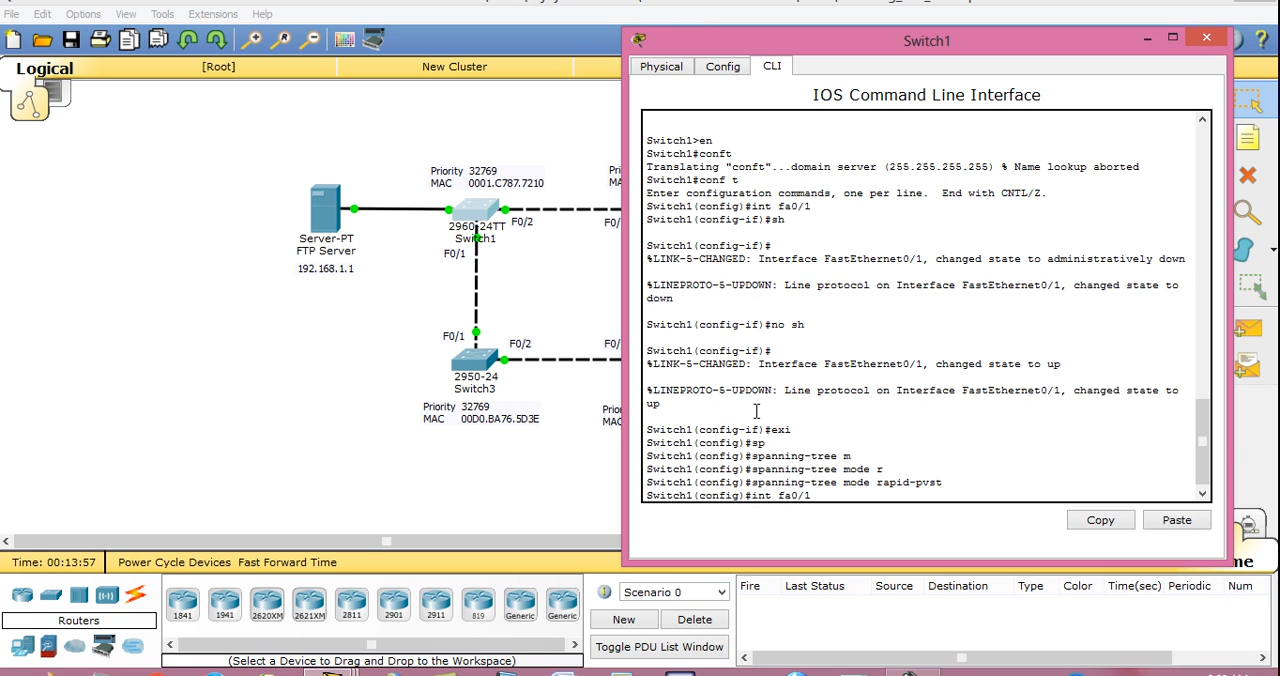 File Edit Options View Tools Extensions Help
Logical
[Root]
New Cluster
Switch1
Physical Config CLI
IOS Command Line Interface
Switch1>en
Switch1#conft
Translating "conft"...domain server (255.255.255.255) % Name lookup aborted
Switch1#conf t
Enter configuration commands, one per line.  End with CNTL/Z.
Switch1(config)#int fa0/1
Switch1(config-if)#sh
Switch1(config-if)#
%LINK-5-CHANGED: Interface FastEthernet0/1, changed state to administratively down
%LINEPROTO-5-UPDOWN: Line protocol on Interface FastEthernet0/1, changed state to
down
Switch1(config-if)#no sh
Switch1(config-if)#
%LINK-5-CHANGED: Interface FastEthernet0/1, changed state to up
%LINEPROTO-5-UPDOWN: Line protocol on Interface FastEthernet0/1, changed state to
up
Switch1(config-if)#exi
Switch1(config)#sp
Switch1(config)#spanning-tree m
Switch1(config)#spanning-tree mode r
Switch1(config)#spanning-tree mode rapid-pvst
Switch1(config)#int fa0/1
Copy Paste
Priority 32769
MAC 0001.C787.7210
2960-24TT
Switch1
F0/2
F0/1
Server-PT
FTP Server
192.168.1.1
F0/1
F0/2
2950-24
Switch3
Priority 32769
MAC 00D0.BA76.5D3E
F0/
F0/
Time: 00:13:57 Power Cycle Devices Fast Forward Time
Routers
1841 1941 2620XM 2621XM 2811 2901 2911 819 Generic Generic
(Select a Device to Drag and Drop to the Workspace)
Scenario 0
New Delete
Toggle PDU List Window
Fire Last Status Source Destination Type Color Time(sec) Periodic Num